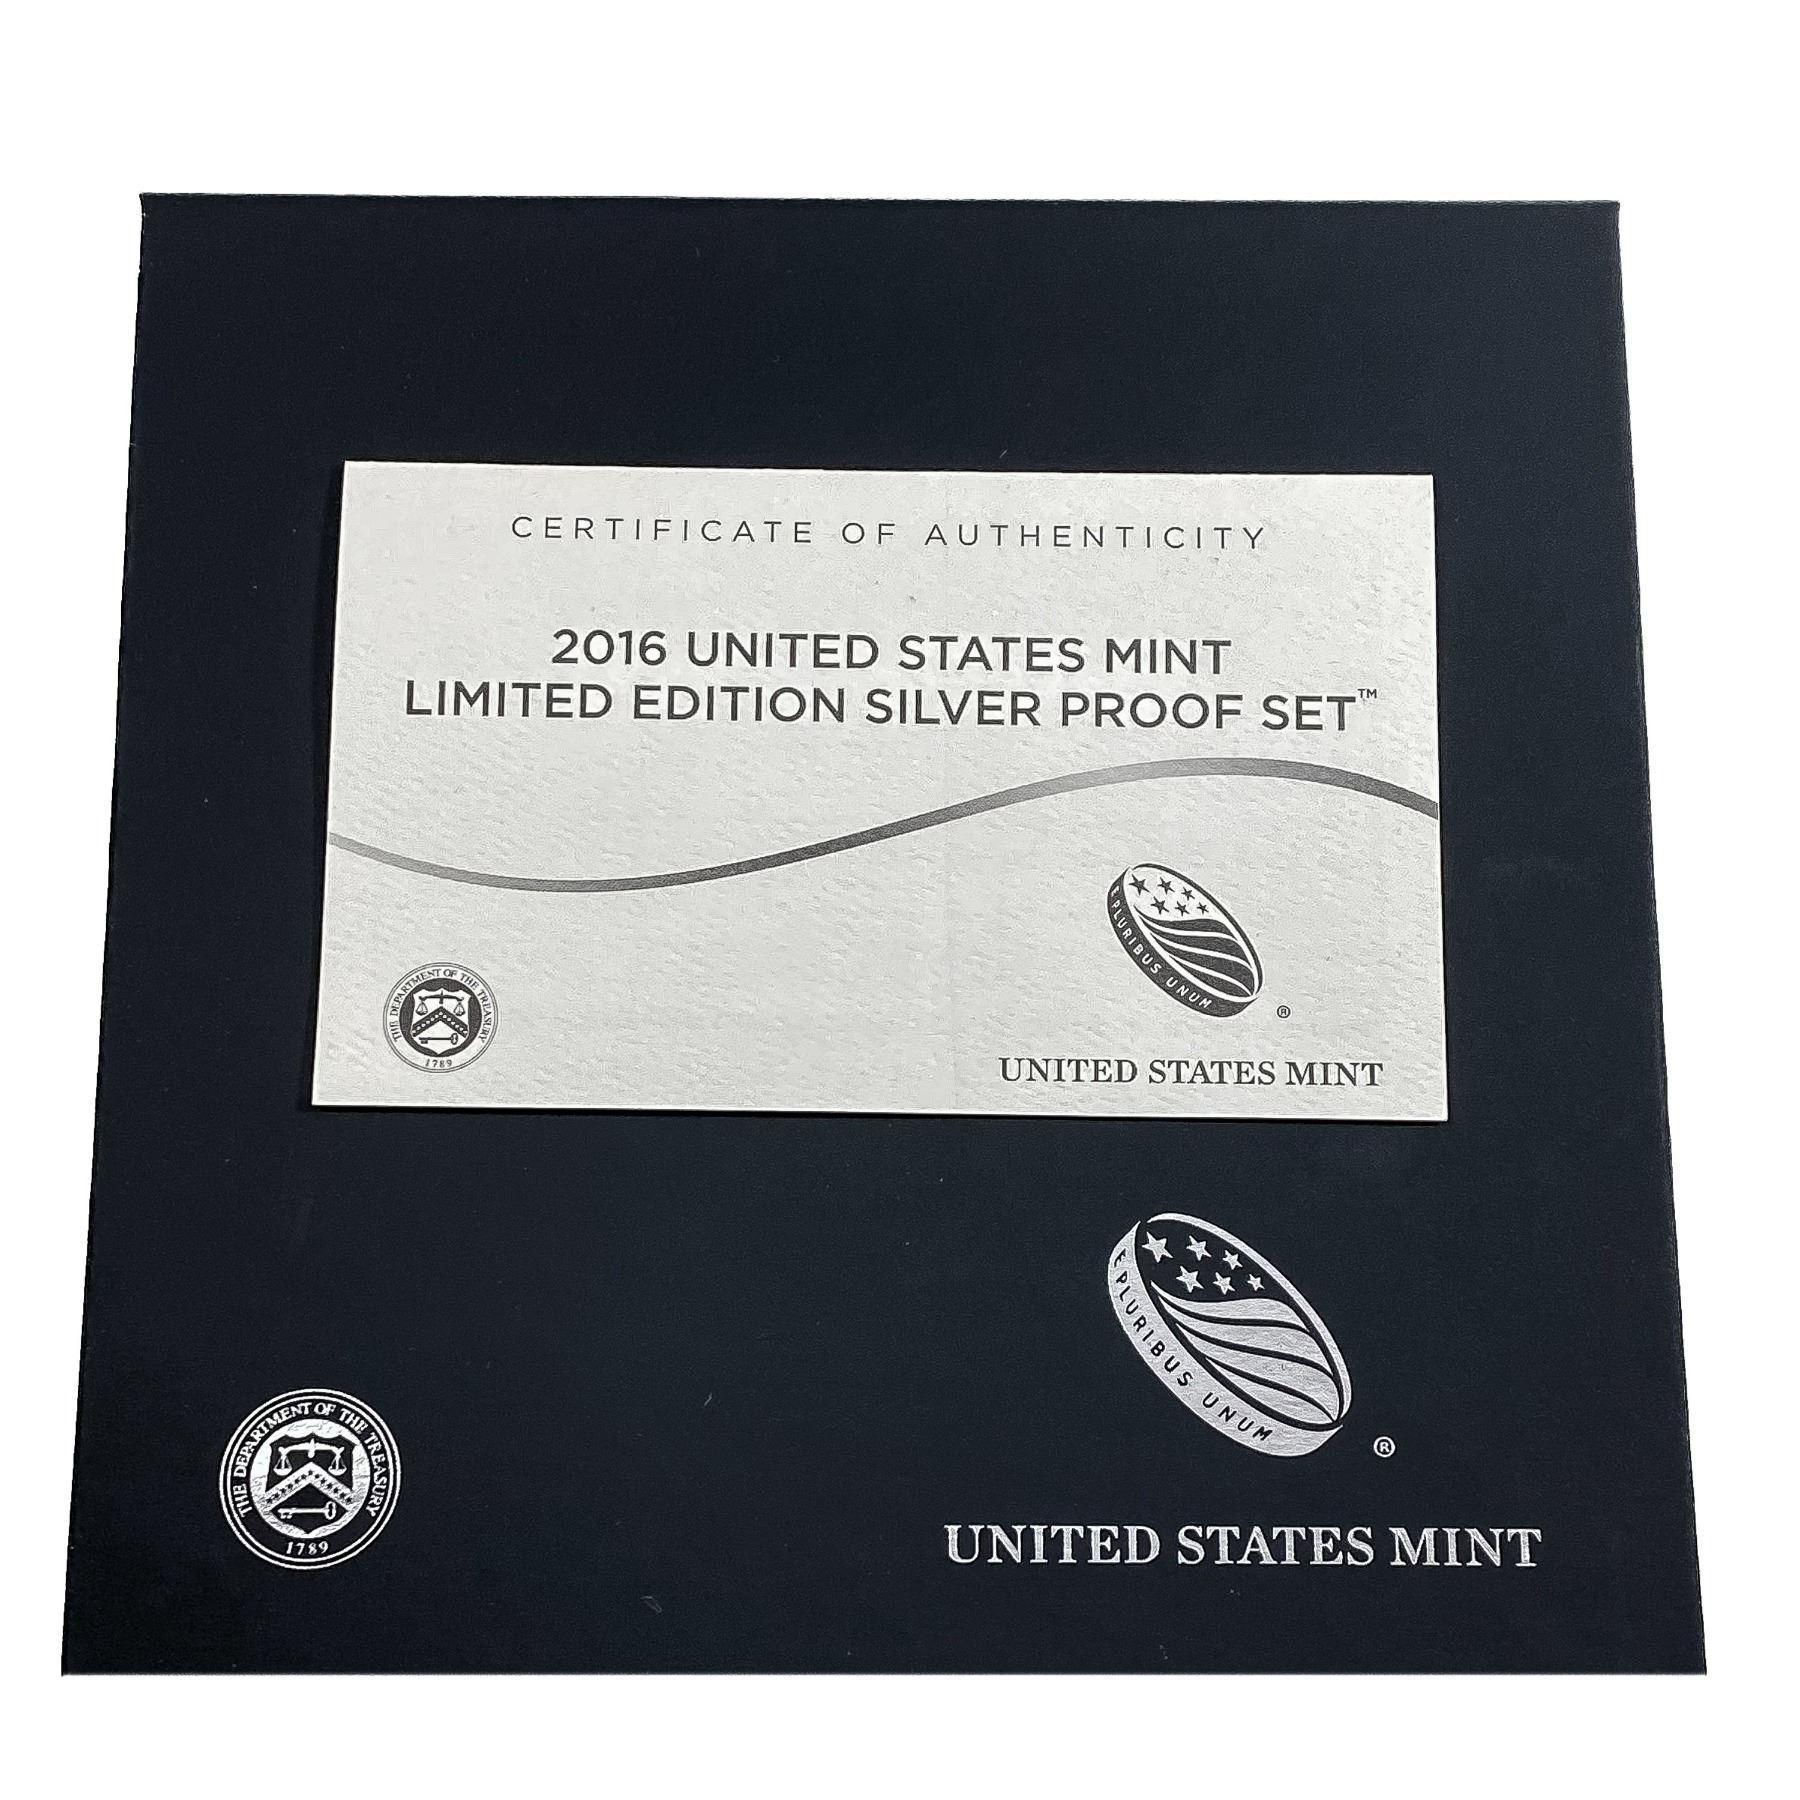 CERTIFICATE OF AUTHENTICITY
2016 UNITED STATES MINT
LIMITED EDITION SILVER PROOF SET™
THE DEPARTMENT OF THE TREASURY
1789
E PLURIBUS UNUM
®
UNITED STATES MINT
THE DEPARTMENT OF THE TREASURY
1789
E PLURIBUS UNUM
®
UNITED STATES MINT